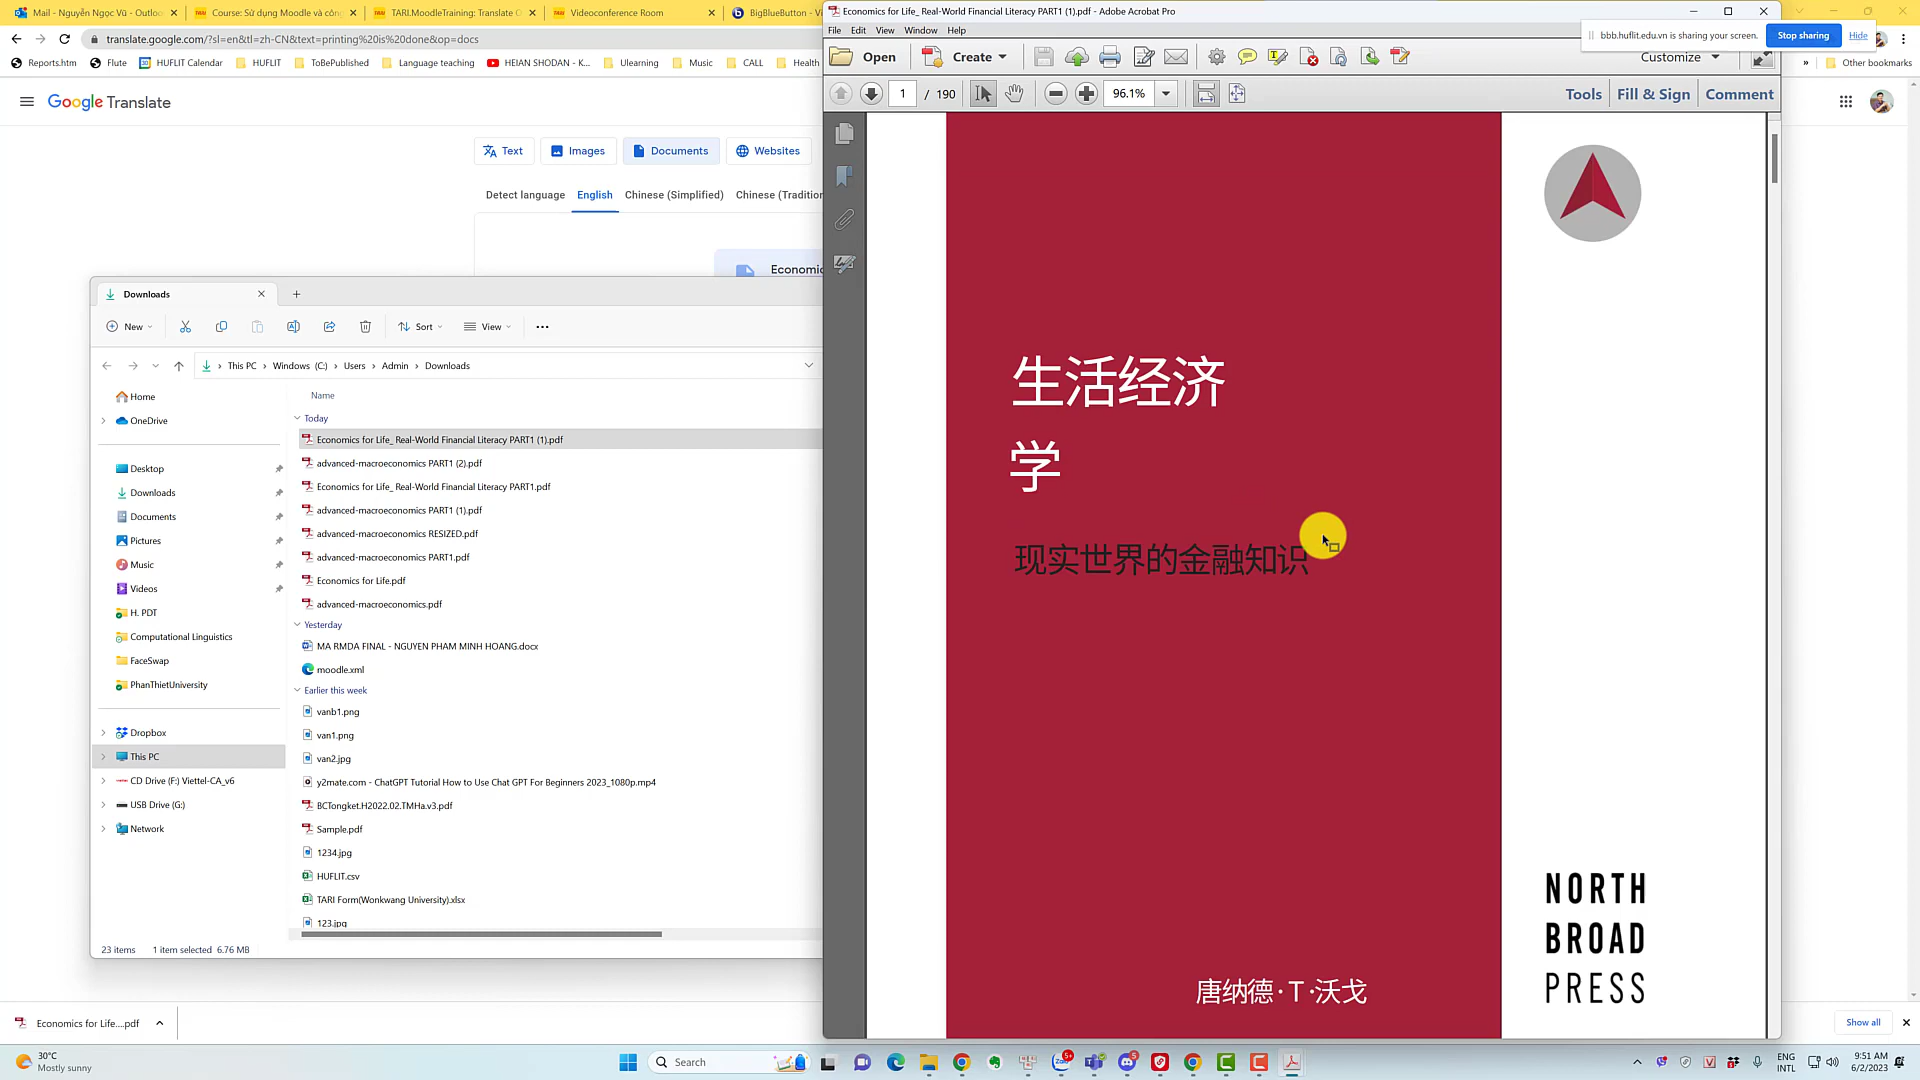 Mail - Nguyễn Ngọc Vũ - Outloo
Course: Sử dụng Moodle và côn
TARI.MoodleTraining: Translate
Videoconference Room
BigBlueButton - Vi
translate.google.com/?sl=en&tl=zh-CN&text=printing%20is%20done&op=docs
Reports.htm
Flute
HUFLIT Calendar
HUFLIT
ToBePublished
Language teaching
HEIAN SHODAN - K...
Ulearning
Music
CALL
Health
»
Other bookmarks
Google Translate
Text
Images
Documents
Websites
Detect language
English
Chinese (Simplified)
Chinese (Tradition
Economic
Downloads
New
Sort
View
This PC
Windows (C:)
Users
Admin
Downloads
Home
OneDrive
Desktop
Downloads
Documents
Pictures
Music
Videos
H. PDT
Computational Linguistics
FaceSwap
PhanThietUniversity
Dropbox
This PC
CD Drive (F:) Viettel-CA_v6
USB Drive (G:)
Network
Name
Today
Economics for Life_ Real-World Financial Literacy PART1 (1).pdf
advanced-macroeconomics PART1 (2).pdf
Economics for Life_ Real-World Financial Literacy PART1.pdf
advanced-macroeconomics PART1 (1).pdf
advanced-macroeconomics RESIZED.pdf
advanced-macroeconomics PART1.pdf
Economics for Life.pdf
advanced-macroeconomics.pdf
Yesterday
MA RMDA FINAL - NGUYEN PHAM MINH HOANG.docx
moodle.xml
Earlier this week
vanb1.png
van1.png
van2.jpg
y2mate.com - ChatGPT Tutorial How to Use Chat GPT For Beginners 2023_1080p.mp4
BCTongket.H2022.02.TMHa.v3.pdf
Sample.pdf
1234.jpg
HUFLIT.csv
TARI Form(Wonkwang University).xlsx
123.jpg
23 items
1 item selected 6.76 MB
Economics for Life_ Real-World Financial Literacy PART1 (1).pdf - Adobe Acrobat Pro
File Edit View Window Help
bbb.huflit.edu.vn is sharing your screen.
Stop sharing
Hide
Open
Create
Customize
1 / 190
96.1%
Tools
Fill & Sign
Comment
生活经济
学
现实世界的金融知识
唐纳德·T·沃戈
NORTH
BROAD
PRESS
Economics for Life....pdf
Show all
30°C
Mostly sunny
Search
5+
5
ENG
INTL
9:51 AM
6/2/2023